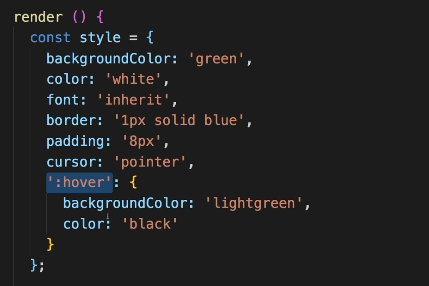 render () {
const style = {
backgroundColor: 'green',
color: 'white',
font: 'inherit',
border: '1px solid blue',
padding: '8px',
cursor: 'pointer',
':hover': {
backgroundColor: 'lightgreen',
color: 'black'
}
};